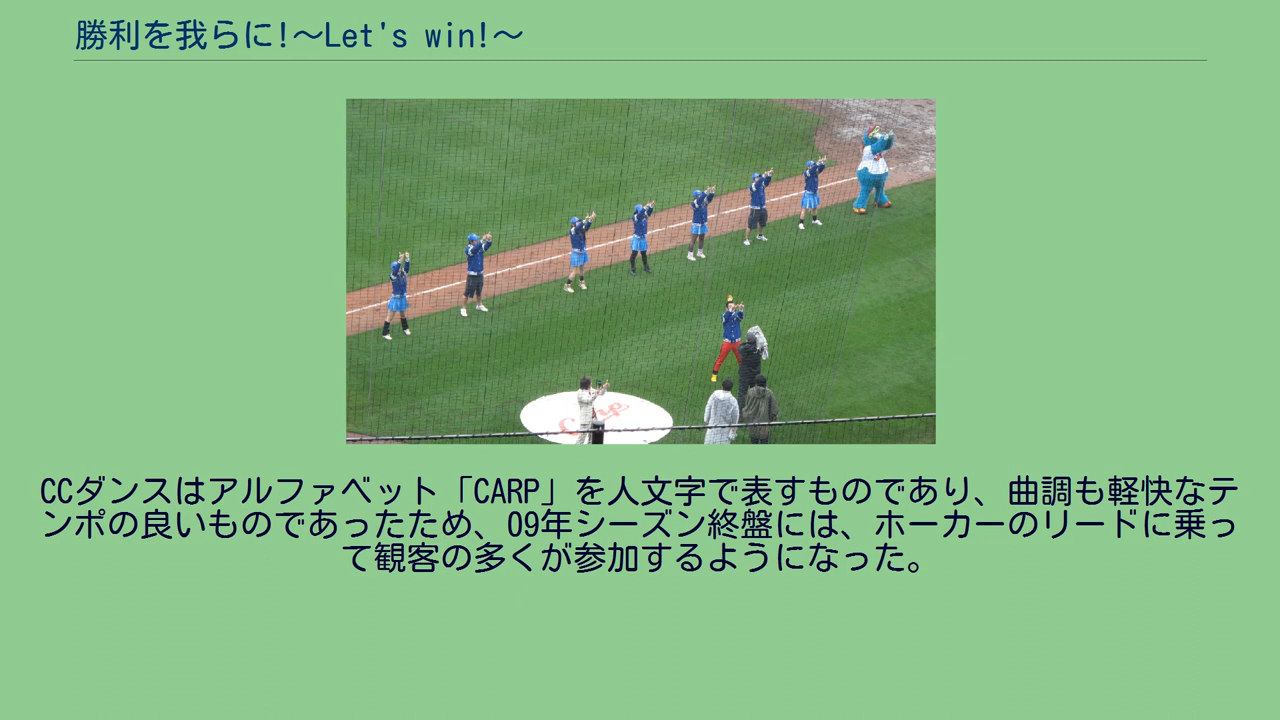 勝利を我らに!～Let's win!～
Carp
CCダンスはアルファベット「CARP」を人文字で表すものであり、曲調も軽快なテ
ンポの良いものであったため、09年シーズン終盤には、ホーカーのリードに乗っ
て観客の多くが参加するようになった。